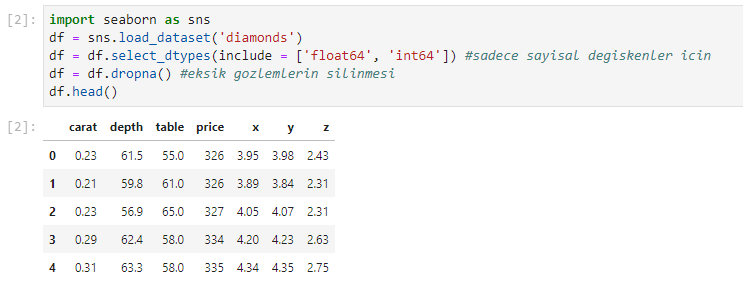 [2]: import seaborn as sns
df = sns.load_dataset('diamonds')
df = df.select_dtypes(include = ['float64', 'int64']) #sadece sayisal degiskenler icin
df = df.dropna() #eksik gozlemlerin silinmesi
df.head()
[2]: carat depth table price x y z
0 0.23 61.5 55.0 326 3.95 3.98 2.43
1 0.21 59.8 61.0 326 3.89 3.84 2.31
2 0.23 56.9 65.0 327 4.05 4.07 2.31
3 0.29 62.4 58.0 334 4.20 4.23 2.63
4 0.31 63.3 58.0 335 4.34 4.35 2.75